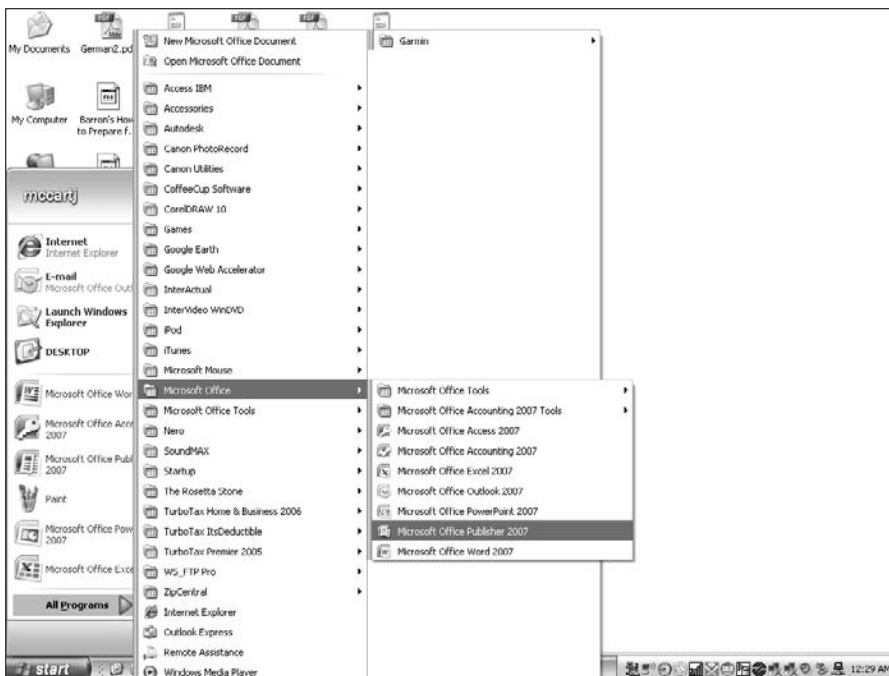 My Documents
German2.pd
My Computer
Barron's How
to Prepare f..
mccartj
Internet
Internet Explorer
E-mail
Microsoft Office Outl
Launch Windows
Explorer
DESKTOP
Microsoft Office Wor
Microsoft Office Acce
2007
Microsoft Office Publ
2007
Paint
Microsoft Office Pow
2007
Microsoft Office Exce
All Programs
start
New Microsoft Office Document
Open Microsoft Office Document
Access IBM
Accessories
Autodesk
Canon PhotoRecord
Canon Utilities
CoffeeCup Software
CorelDRAW 10
Games
Google Earth
Google Web Accelerator
InterActual
InterVideo WinDVD
iPod
iTunes
Microsoft Mouse
Microsoft Office
Microsoft Office Tools
Nero
SoundMAX
Startup
The Rosetta Stone
TurboTax Home & Business 2006
TurboTax ItsDeductible
TurboTax Premier 2005
WS_FTP Pro
ZipCentral
Internet Explorer
Outlook Express
Remote Assistance
Windows Media Player
Garmin
Microsoft Office Tools
Microsoft Office Accounting 2007 Tools
Microsoft Office Access 2007
Microsoft Office Accounting 2007
Microsoft Office Excel 2007
Microsoft Office Outlook 2007
Microsoft Office PowerPoint 2007
Microsoft Office Publisher 2007
Microsoft Office Word 2007
12:29 AM